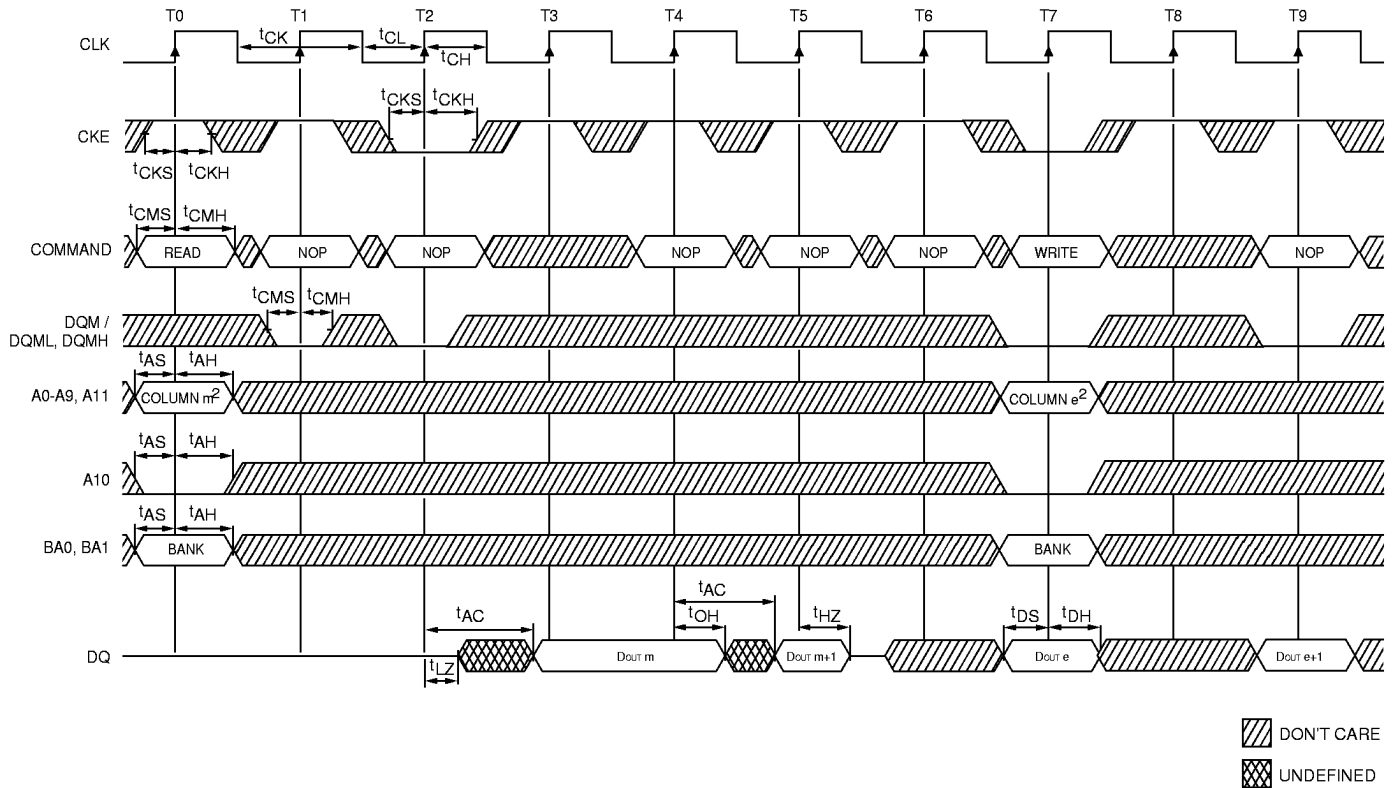 T0 T1 T2 T3 T4 T5 T6 T7 T8 T9
CLK
tCK tCL
tCH
tCKS tCKH
CKE
tCKS tCKH
tCMS tCMH
COMMAND READ NOP NOP NOP NOP NOP WRITE NOP
tCMS tCMH
DQM /
DQML, DQMH
tAS tAH
A0-A9, A11 COLUMN m2 COLUMN e2
tAS tAH
A10
tAS tAH
BA0, BA1 BANK BANK
tAC
tAC tOH tHZ tDS tDH
DQ DOUT m DOUT m+1 DOUT e DOUT e+1
tLZ
DON'T CARE
UNDEFINED